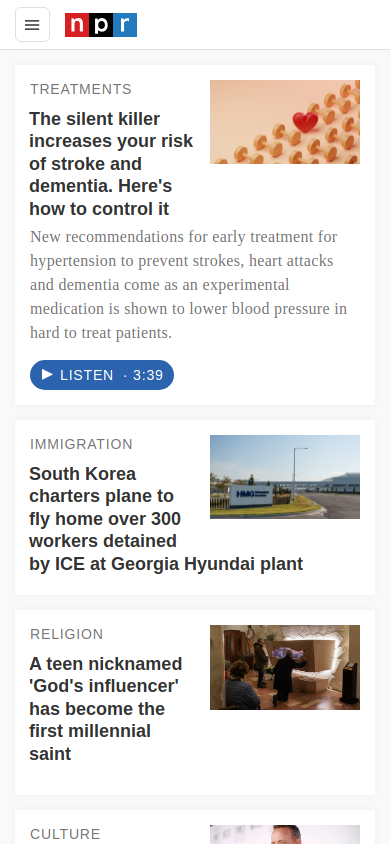 npr
TREATMENTS
The silent killer
increases your risk
of stroke and
dementia. Here's
how to control it
New recommendations for early treatment for
hypertension to prevent strokes, heart attacks
and dementia come as an experimental
medication is shown to lower blood pressure in
hard to treat patients.
LISTEN · 3:39
IMMIGRATION
South Korea
charters plane to
fly home over 300
workers detained
by ICE at Georgia Hyundai plant
HMG
RELIGION
A teen nicknamed
'God's influencer'
has become the
first millennial
saint
CULTURE